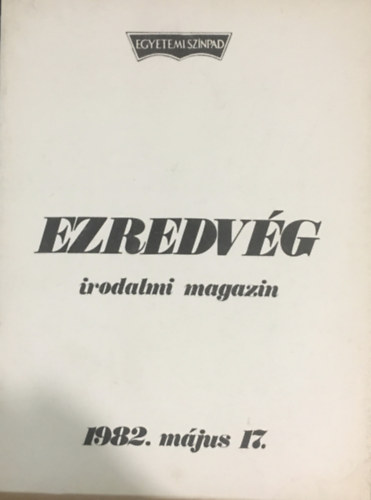 EGYETEMI SZÍNPAD
EZREDVÉG
irodalmi magazin
1982. május 17.